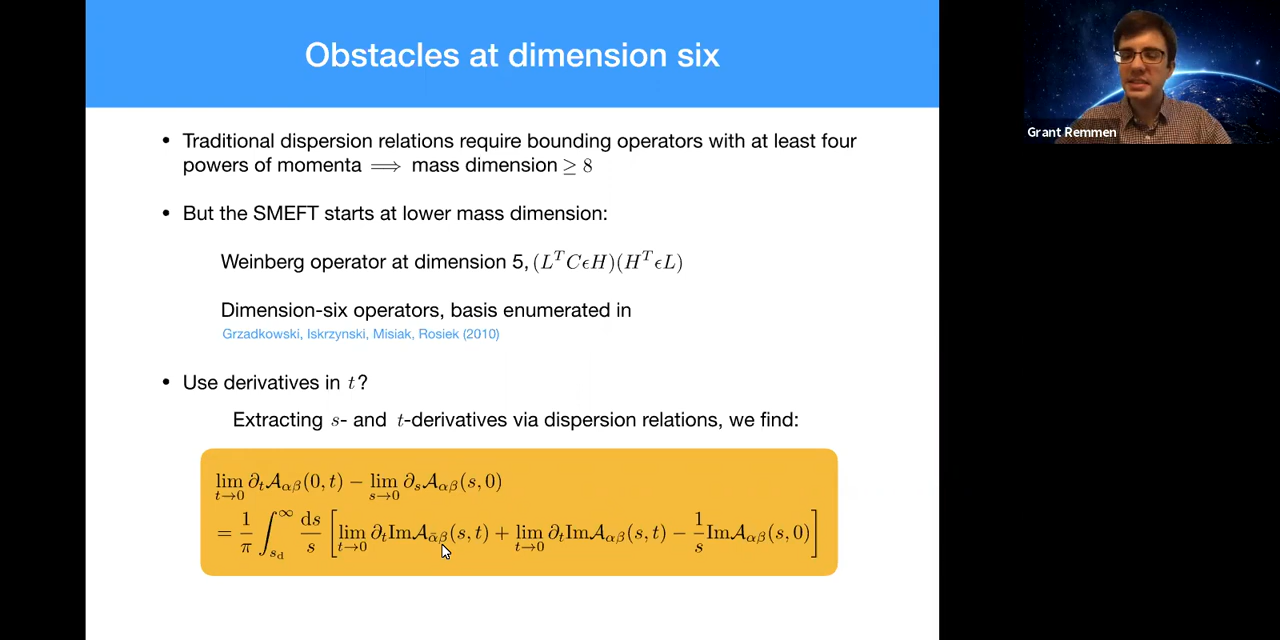 Obstacles at dimension six
Grant Remmen
• Traditional dispersion relations require bounding operators with at least four
powers of momenta ⟹ mass dimension ≥ 8
• But the SMEFT starts at lower mass dimension:
Weinberg operator at dimension 5, (L^T CϵH)(H^T ϵL)
Dimension-six operators, basis enumerated in
Grzadkowski, Iskrzynski, Misiak, Rosiek (2010)
• Use derivatives in t?
Extracting s- and t-derivatives via dispersion relations, we find:
lim_{t→0} ∂_t A_{αβ}(0, t) − lim_{s→0} ∂_s A_{αβ}(s, 0)
= 1/π ∫_{s_d}^∞ ds/s [ lim_{t→0} ∂_t Im A_{ᾱβ}(s, t) + lim_{t→0} ∂_t Im A_{αβ}(s, t) − 1/s Im A_{αβ}(s, 0) ]